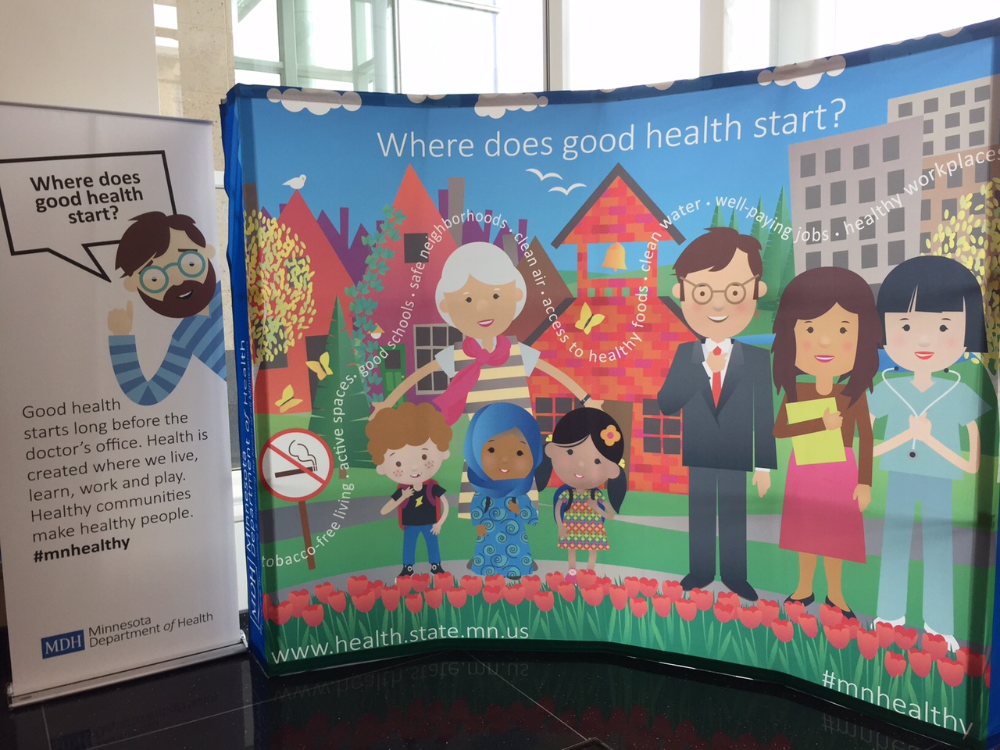 Where does
good health
start?
Good health
starts long before the
doctor's office. Health is
created where we live,
learn, work and play.
Healthy communities
make healthy people.
#mnhealthy
MDH
Minnesota
Department of Health
MDH Minnesota
Department of Health
Where does good health start?
tobacco-free living · active spaces · good schools · safe neighborhoods · clean air · access to healthy foods · clean water · well-paying jobs · healthy workplaces
www.health.state.mn.us
#mnhealthy